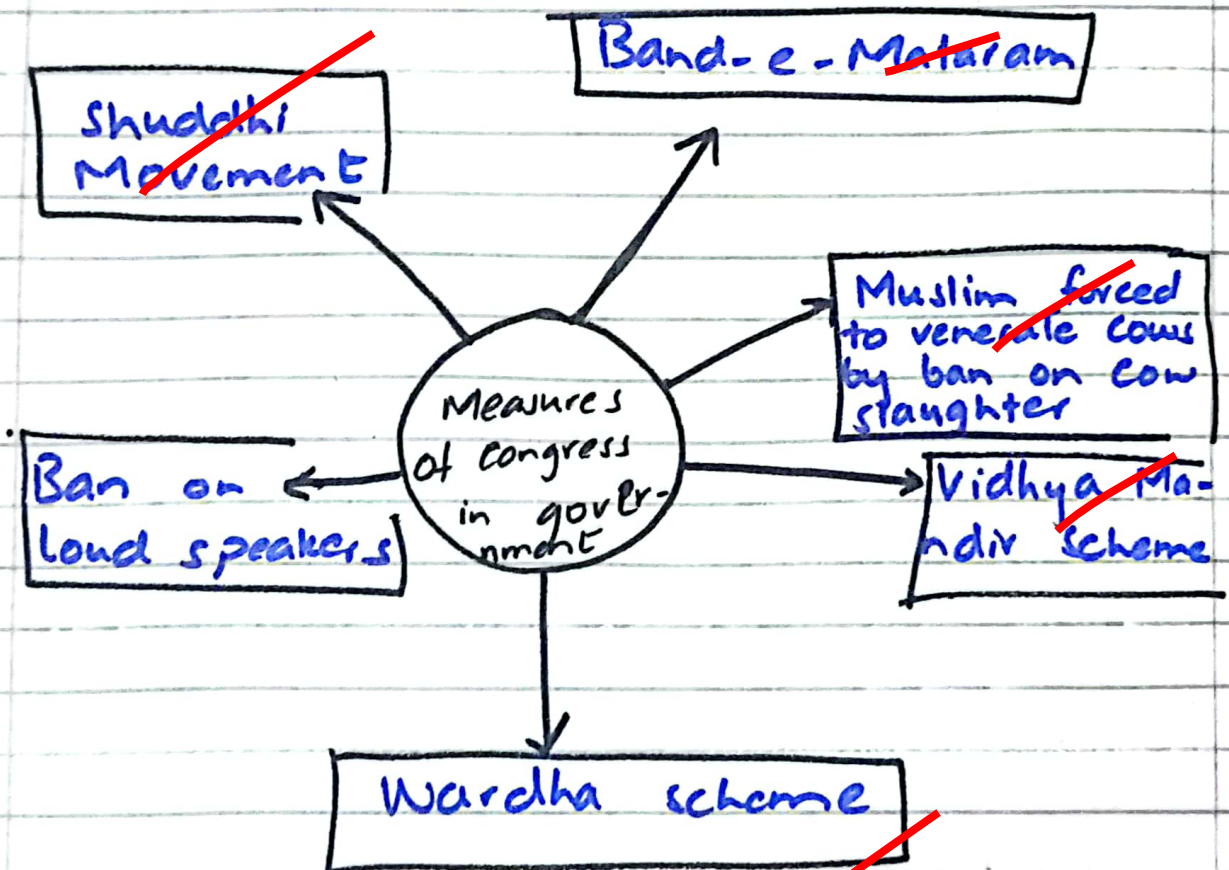 Band-e-Mataram
Shuddhi
Movement
Muslim forced
to venerate cows
by ban on cow
slaughter
Measures
of congress
in gover-
nment
Ban on
loud speakers
Vidhya Ma-
ndir scheme
Wardha scheme